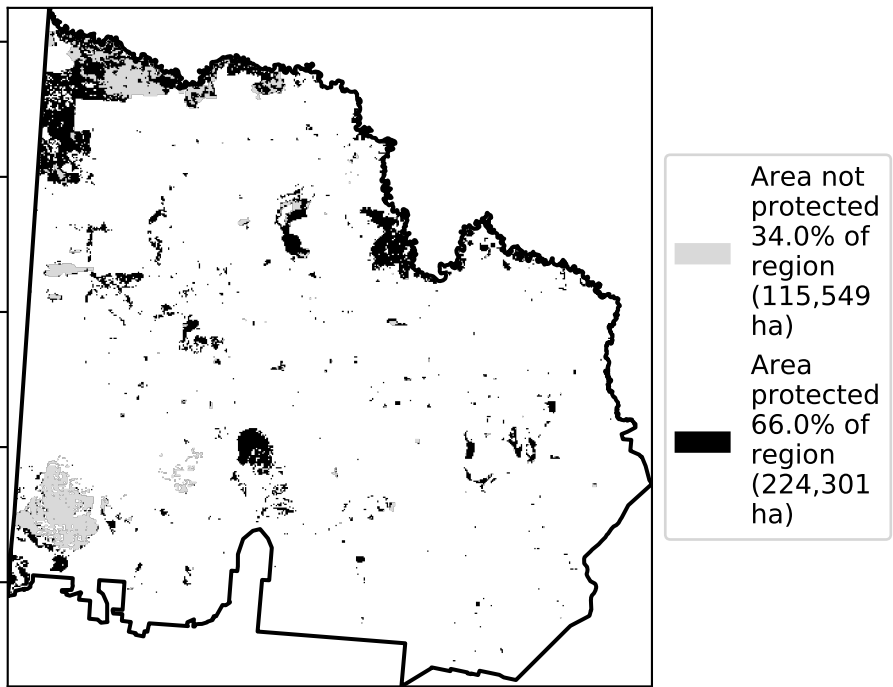 Area not
protected
34.0% of
region
(115,549
ha)
Area
protected
66.0% of
region
(224,301
ha)